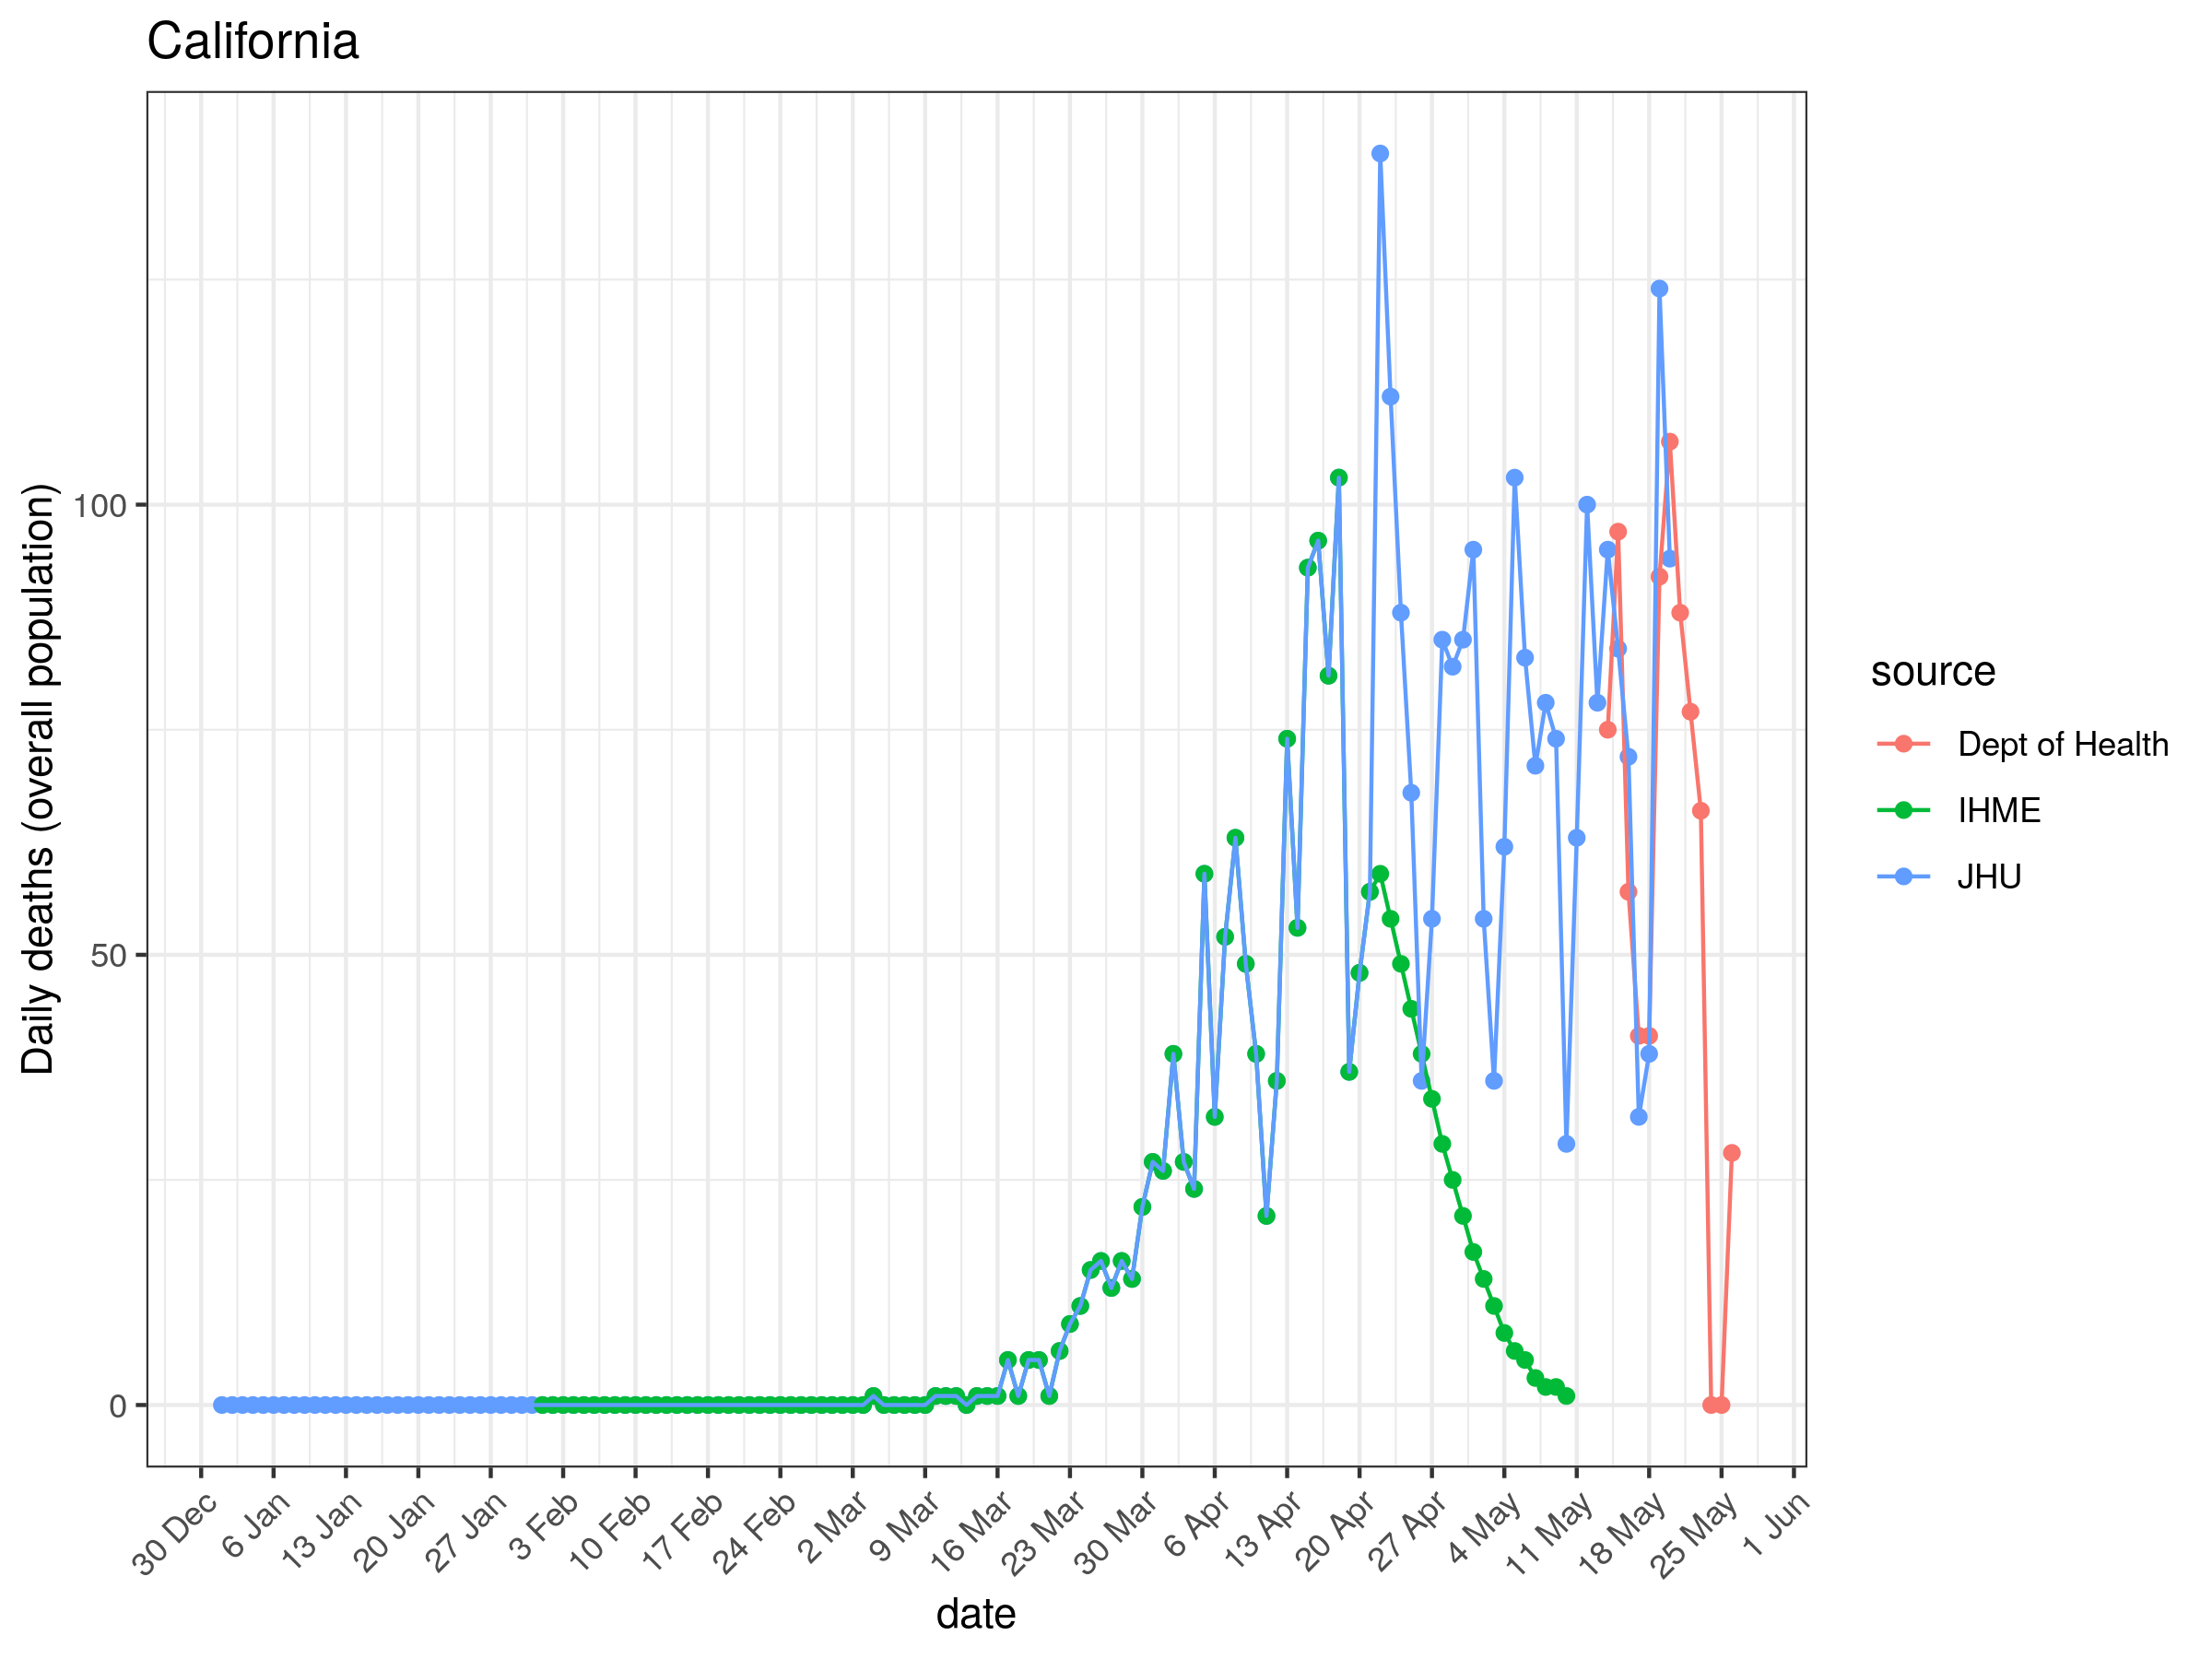 California
Daily deaths (overall population)
100
50
0
30 Dec
6 Jan
13 Jan
20 Jan
27 Jan
3 Feb
10 Feb
17 Feb
24 Feb
2 Mar
9 Mar
16 Mar
23 Mar
30 Mar
6 Apr
13 Apr
20 Apr
27 Apr
4 May
11 May
18 May
25 May
1 Jun
date
source
Dept of Health
IHME
JHU